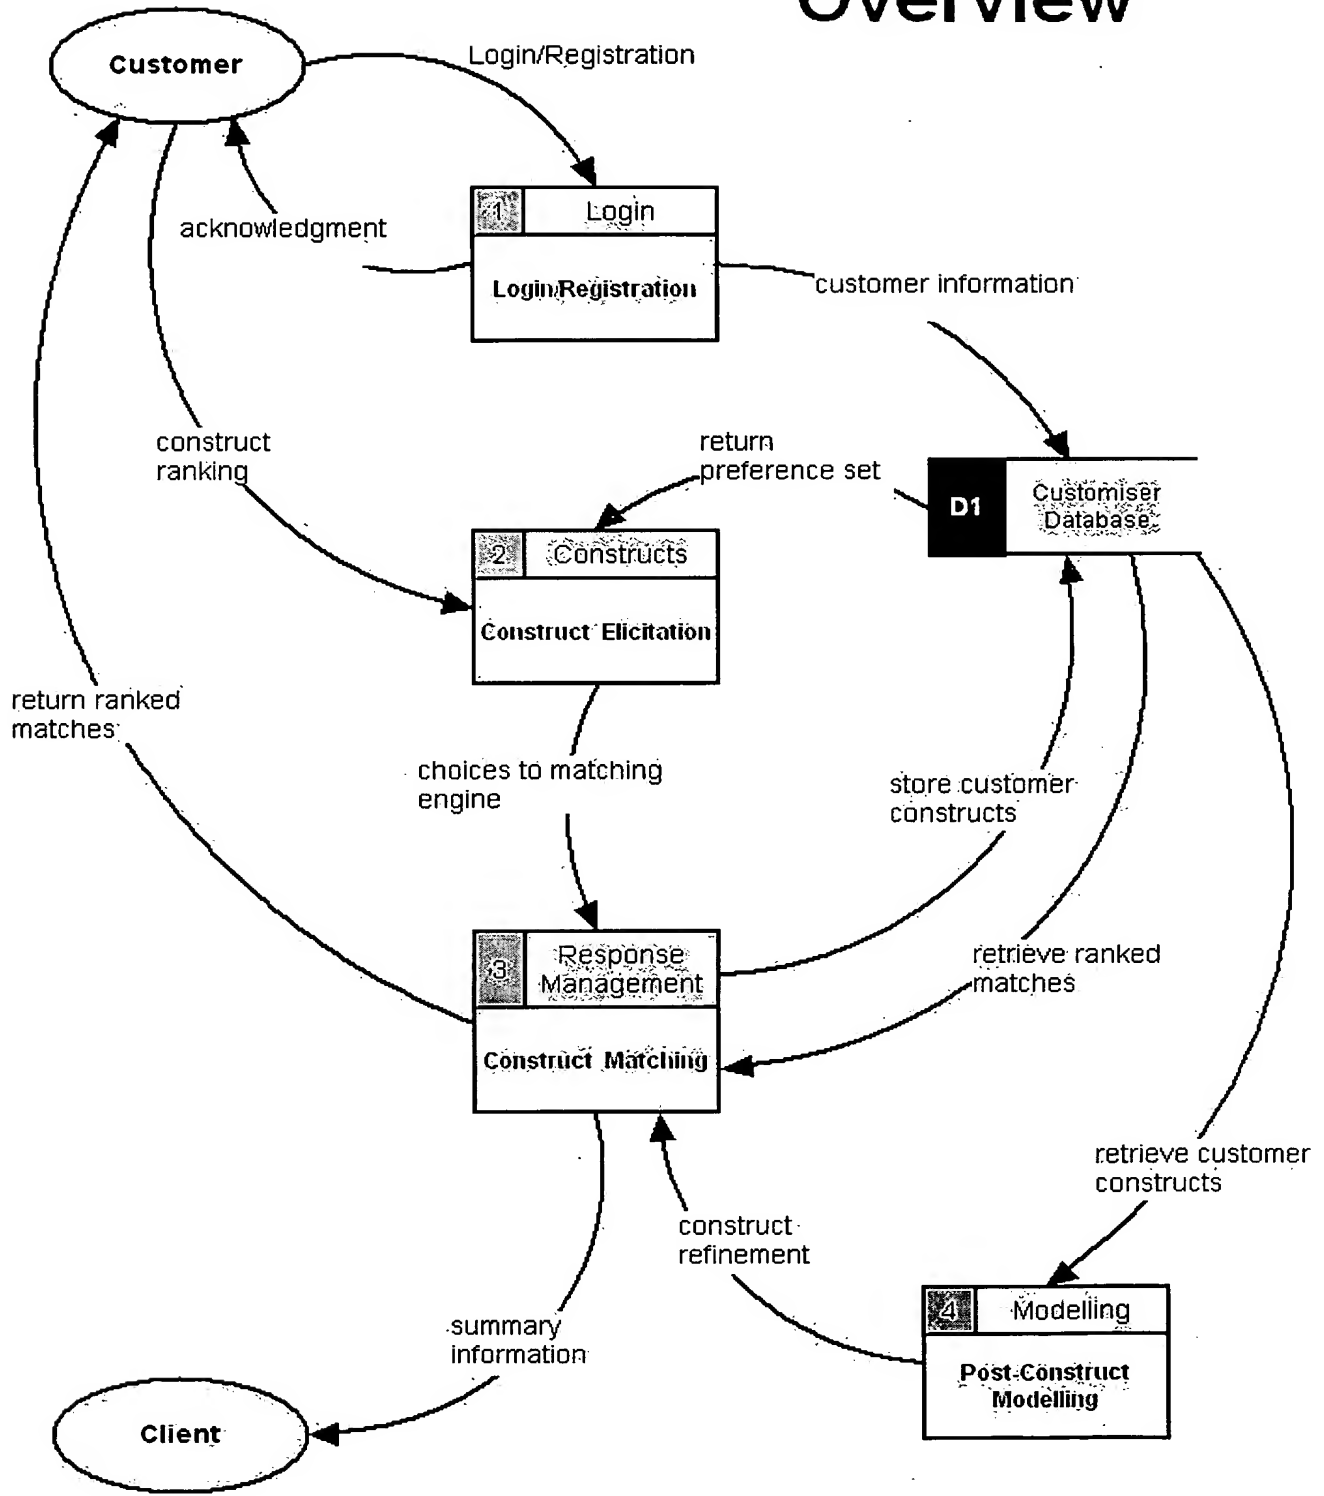 Overview
Customer
Login/Registration
1
Login
acknowledgment
Login/Registration
customer information
construct
ranking
return
preference set
D1
Customiser
Database
2
Constructs
Construct Elicitation
return ranked
matches
choices to matching
engine
store customer
constructs
3
Response
Management
retrieve ranked
matches
Construct Matching
retrieve customer
constructs
construct
refinement
4
Modelling
summary
information
Post-Construct
Modelling
Client